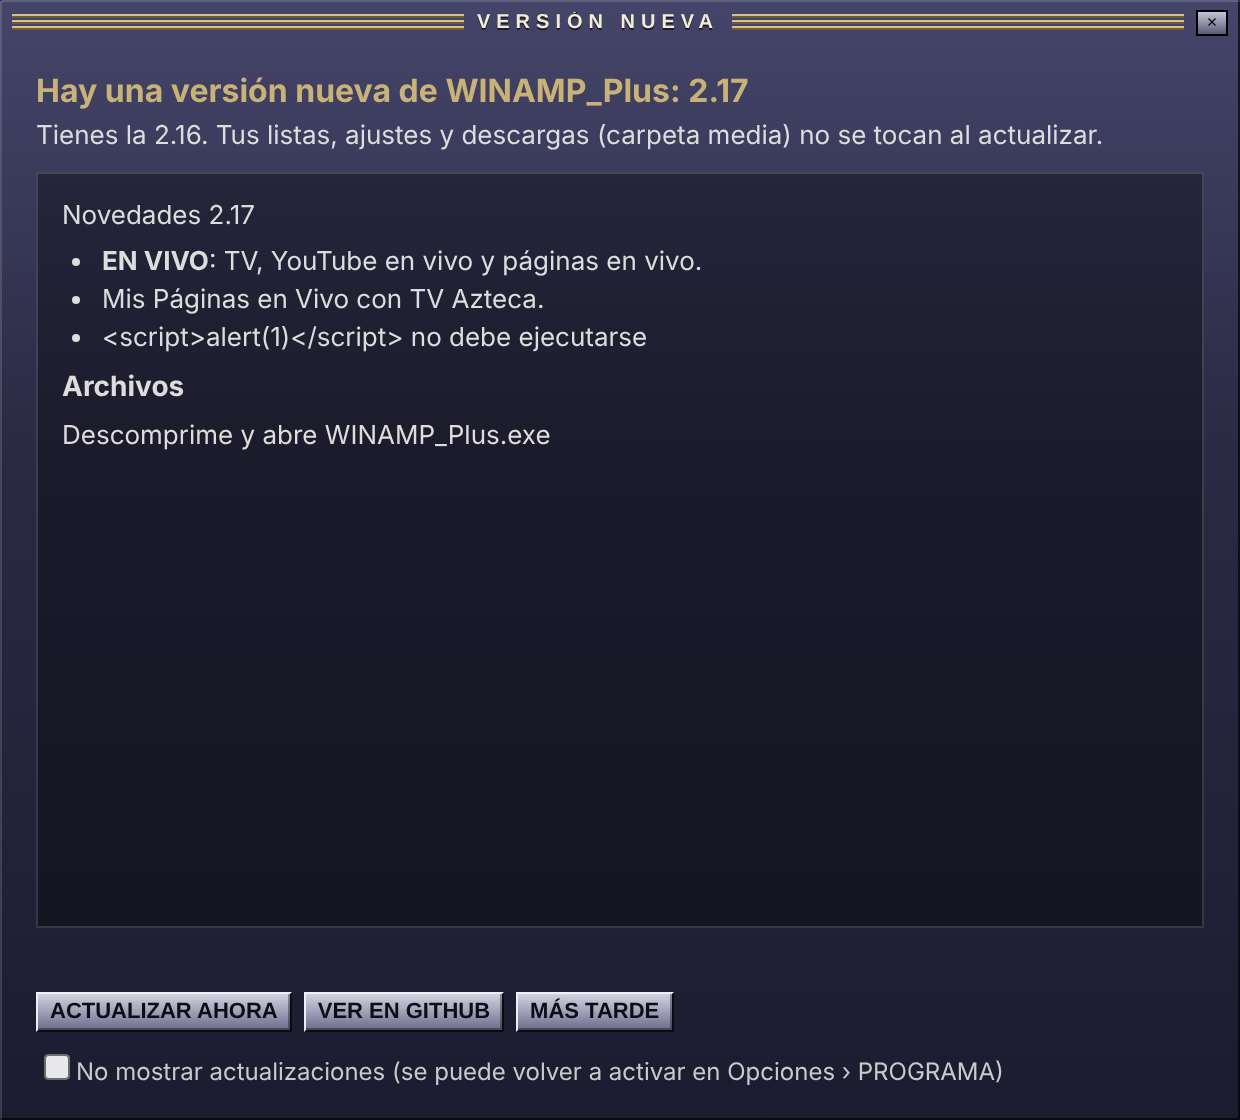 VERSIÓN NUEVA
×
Hay una versión nueva de WINAMP_Plus: 2.17
Tienes la 2.16. Tus listas, ajustes y descargas (carpeta media) no se tocan al actualizar.
Novedades 2.17
• EN VIVO: TV, YouTube en vivo y páginas en vivo.
• Mis Páginas en Vivo con TV Azteca.
• <script>alert(1)</script> no debe ejecutarse
Archivos
Descomprime y abre WINAMP_Plus.exe
ACTUALIZAR AHORA VER EN GITHUB MÁS TARDE
No mostrar actualizaciones (se puede volver a activar en Opciones › PROGRAMA)